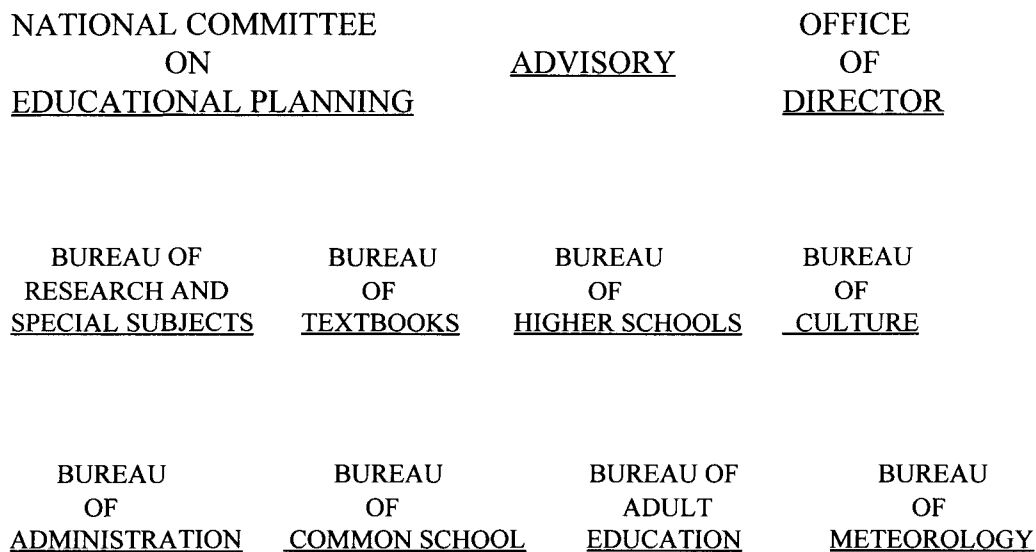 NATIONAL COMMITTEE
ON
EDUCATIONAL PLANNING
ADVISORY
OFFICE
OF
DIRECTOR
BUREAU OF
RESEARCH AND
SPECIAL SUBJECTS
BUREAU
OF
TEXTBOOKS
BUREAU
OF
HIGHER SCHOOLS
BUREAU
OF
CULTURE
BUREAU
OF
ADMINISTRATION
BUREAU
OF
COMMON SCHOOL
BUREAU OF
ADULT
EDUCATION
BUREAU
OF
METEOROLOGY